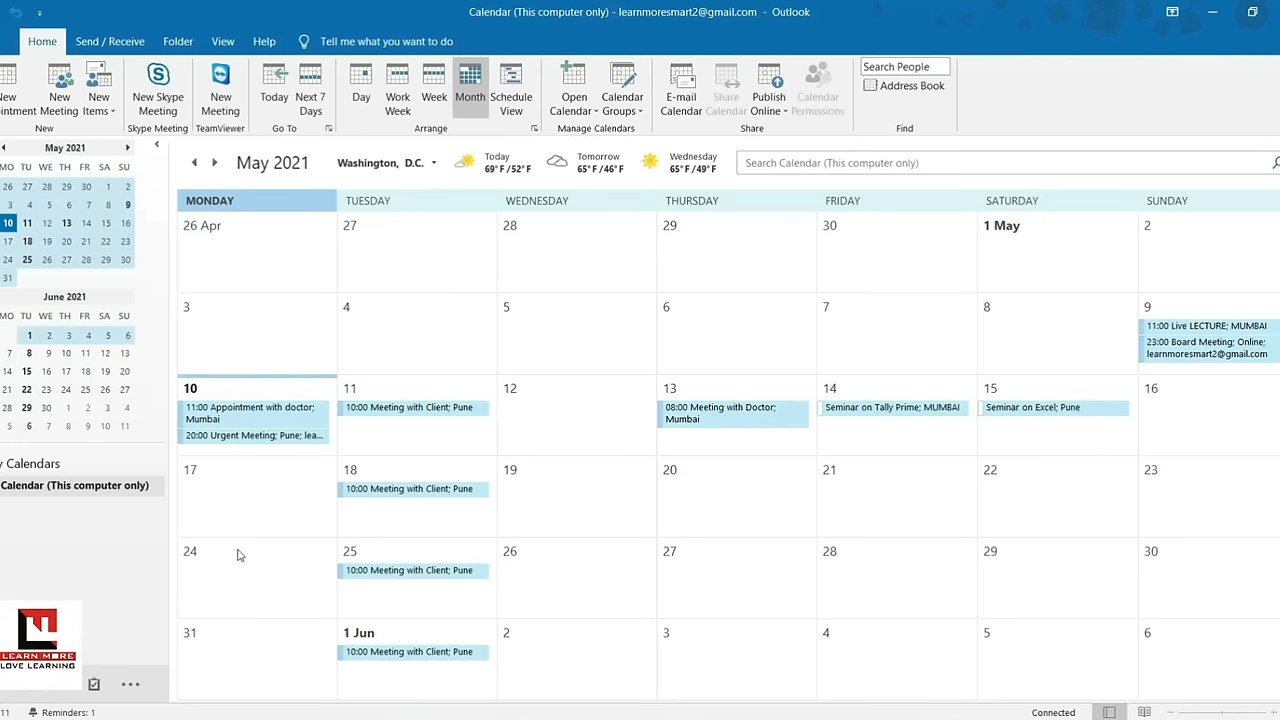 Calendar (This computer only) - learnmoresmart2@gmail.com - Outlook
Home Send / Receive Folder View Help Tell me what you want to do
New Meeting
New Items
New Skype Meeting
New Meeting
Today
Next 7 Days
Day
Work Week
Week
Month
Schedule View
Open Calendar
Calendar Groups
E-mail Calendar
Share Calendar
Publish Online
Calendar Permissions
Search People
Address Book
New Skype Meeting TeamViewer Go To Arrange Manage Calendars Share Find
May 2021
MO TU WE TH FR SA SU
26 27 28 29 30 1 2
3 4 5 6 7 8 9
10 11 12 13 14 15 16
17 18 19 20 21 22 23
24 25 26 27 28 29 30
31
June 2021
MO TU WE TH FR SA SU
1 2 3 4 5 6
7 8 9 10 11 12 13
14 15 16 17 18 19 20
21 22 23 24 25 26 27
28 29 30 1 2 3 4
5 6 7 8 9 10 11
Calendars
Calendar (This computer only)
LEARN MORE
LOVE LEARNING
May 2021
Washington, D.C.
Today
69°F/52°F
Tomorrow
65°F/46°F
Wednesday
65°F/49°F
Search Calendar (This computer only)
MONDAY TUESDAY WEDNESDAY THURSDAY FRIDAY SATURDAY SUNDAY
26 Apr 27 28 29 30 1 May 2
3 4 5 6 7 8 9
11:00 Live LECTURE; MUMBAI
23:00 Board Meeting; Online;
learnmoresmart2@gmail.com
10 11 12 13 14 15 16
11:00 Appointment with doctor;
Mumbai
20:00 Urgent Meeting; Pune; lea...
10:00 Meeting with Client; Pune
08:00 Meeting with Doctor;
Mumbai
Seminar on Tally Prime; MUMBAI
Seminar on Excel; Pune
17 18 19 20 21 22 23
10:00 Meeting with Client; Pune
24 25 26 27 28 29 30
10:00 Meeting with Client; Pune
31 1 Jun 2 3 4 5 6
10:00 Meeting with Client; Pune
Reminders: 1
Connected